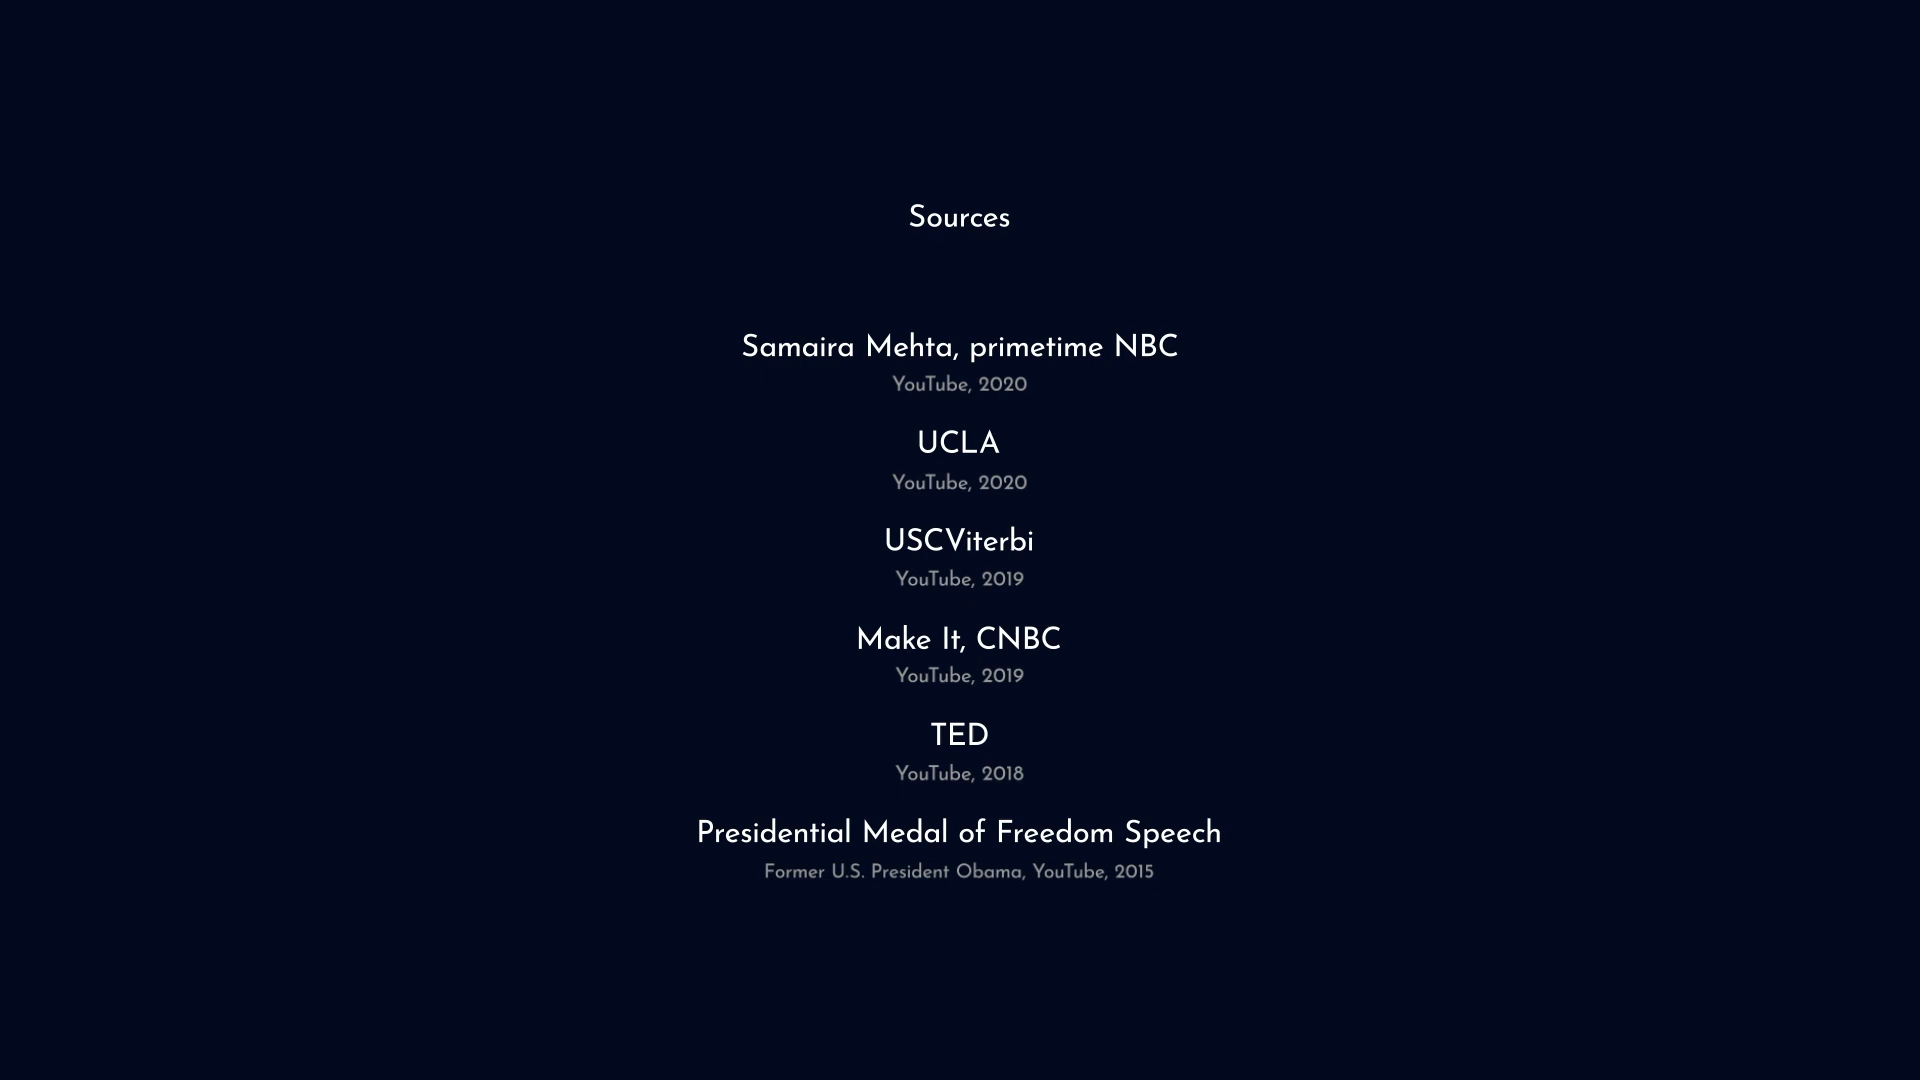 Sources
Samaira Mehta, primetime NBC
YouTube, 2020
UCLA
YouTube, 2020
USCViterbi
YouTube, 2019
Make It, CNBC
YouTube, 2019
TED
YouTube, 2018
Presidential Medal of Freedom Speech
Former U.S. President Obama, YouTube, 2015